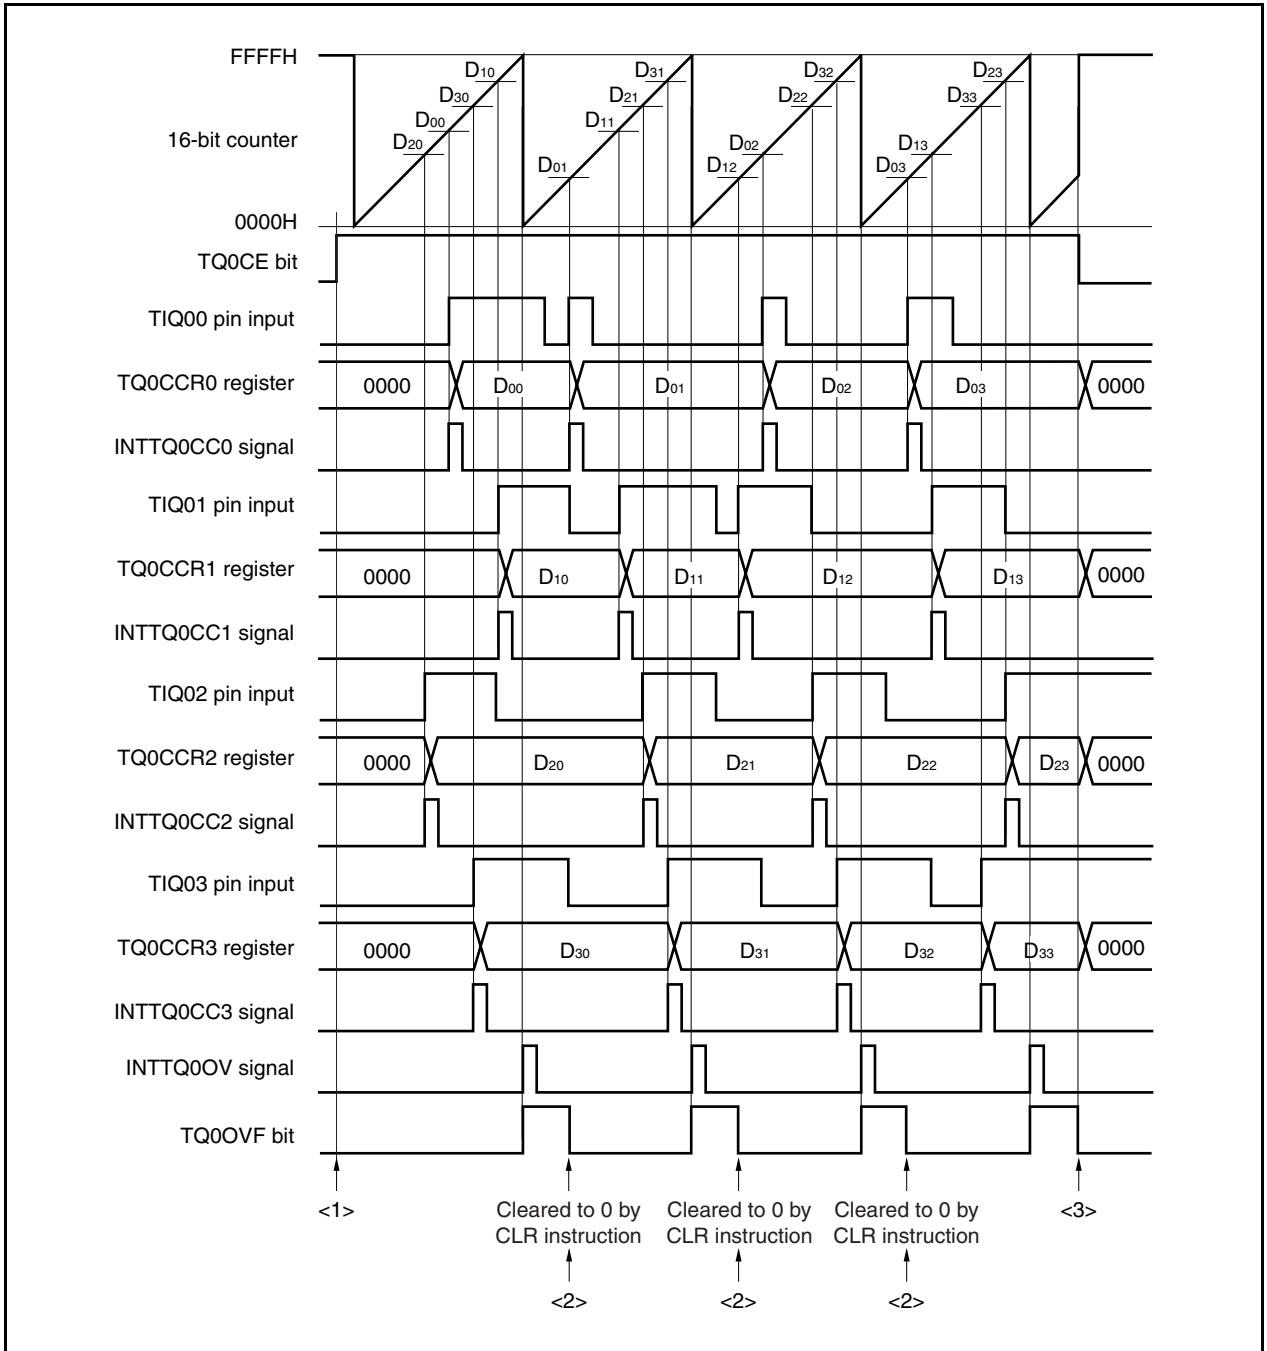 FFFFH
16-bit counter
0000H
D10
D30
D00
D20
D31
D21
D11
D01
D32
D22
D02
D12
D23
D33
D13
D03
TQ0CE bit
TIQ00 pin input
TQ0CCR0 register
0000 D00 D01 D02 D03 0000
INTTQ0CC0 signal
TIQ01 pin input
TQ0CCR1 register
0000 D10 D11 D12 D13 0000
INTTQ0CC1 signal
TIQ02 pin input
TQ0CCR2 register
0000 D20 D21 D22 D23 0000
INTTQ0CC2 signal
TIQ03 pin input
TQ0CCR3 register
0000 D30 D31 D32 D33 0000
INTTQ0CC3 signal
INTTQ0OV signal
TQ0OVF bit
<1>
Cleared to 0 by
CLR instruction
<2>
Cleared to 0 by
CLR instruction
<2>
Cleared to 0 by
CLR instruction
<2>
<3>